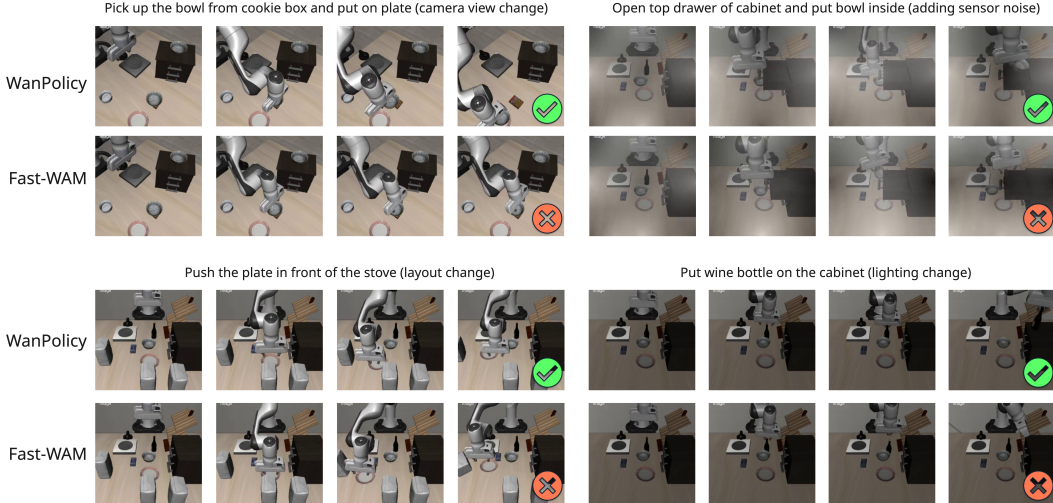 Pick up the bowl from cookie box and put on plate (camera view change)
Open top drawer of cabinet and put bowl inside (adding sensor noise)
WanPolicy
Fast-WAM
Push the plate in front of the stove (layout change)
Put wine bottle on the cabinet (lighting change)
WanPolicy
Fast-WAM